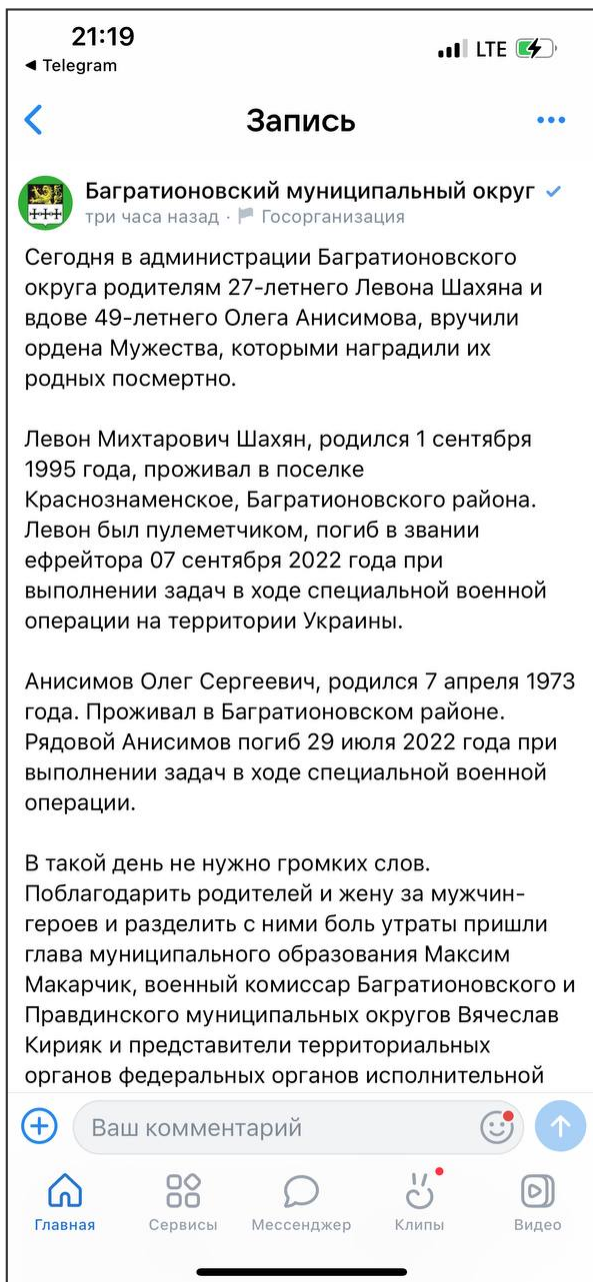 21:19
◀ Telegram
LTE
Запись
Багратионовский муниципальный округ
три часа назад · Госорганизация
Сегодня в администрации Багратионовского
округа родителям 27-летнего Левона Шахяна и
вдове 49-летнего Олега Анисимова, вручили
ордена Мужества, которыми наградили их
родных посмертно.
Левон Михтарович Шахян, родился 1 сентября
1995 года, проживал в поселке
Краснознаменское, Багратионовского района.
Левон был пулеметчиком, погиб в звании
ефрейтора 07 сентября 2022 года при
выполнении задач в ходе специальной военной
операции на территории Украины.
Анисимов Олег Сергеевич, родился 7 апреля 1973
года. Проживал в Багратионовском районе.
Рядовой Анисимов погиб 29 июля 2022 года при
выполнении задач в ходе специальной военной
операции.
В такой день не нужно громких слов.
Поблагодарить родителей и жену за мужчин-
героев и разделить с ними боль утраты пришли
глава муниципального образования Максим
Макарчик, военный комиссар Багратионовского и
Правдинского муниципальных округов Вячеслав
Кирияк и представители территориальных
органов федеральных органов исполнительной
Ваш комментарий
Главная
Сервисы
Мессенджер
Клипы
Видео